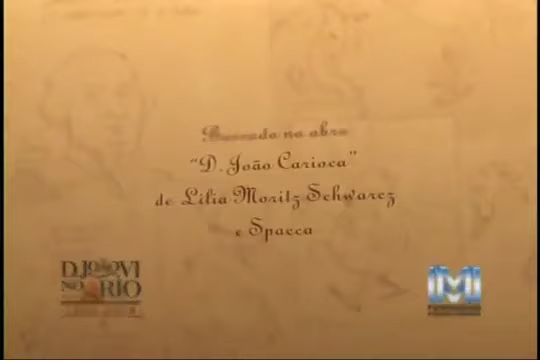 Baseado na obra
"D. João Carioca"
de Lilia Moritz Schwarcz
e Spacca
D JOÃO VI
NO RIO